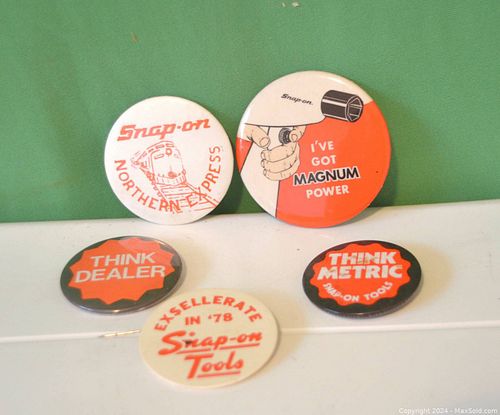 Snap-on
NORTHERN EXPRESS
Snap-on
I'VE
GOT
MAGNUM
POWER
THINK
DEALER
THINK
METRIC
SNAP-ON TOOLS
EXSELLERATE
IN '78
Snap-on
Tools
Copyright 2024 - MaxSold.com